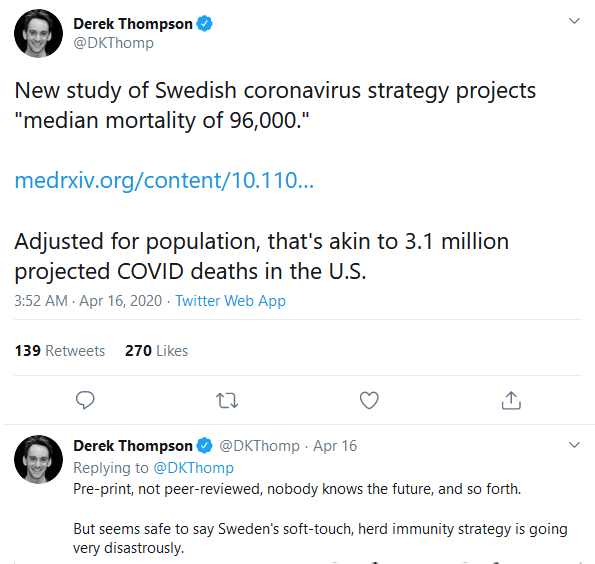 Derek Thompson
@DKThomp
New study of Swedish coronavirus strategy projects
"median mortality of 96,000."
medrxiv.org/content/10.110...
Adjusted for population, that's akin to 3.1 million
projected COVID deaths in the U.S.
3:52 AM · Apr 16, 2020 · Twitter Web App
139 Retweets 270 Likes
Derek Thompson @DKThomp · Apr 16
Replying to @DKThomp
Pre-print, not peer-reviewed, nobody knows the future, and so forth.
But seems safe to say Sweden's soft-touch, herd immunity strategy is going
very disastrously.